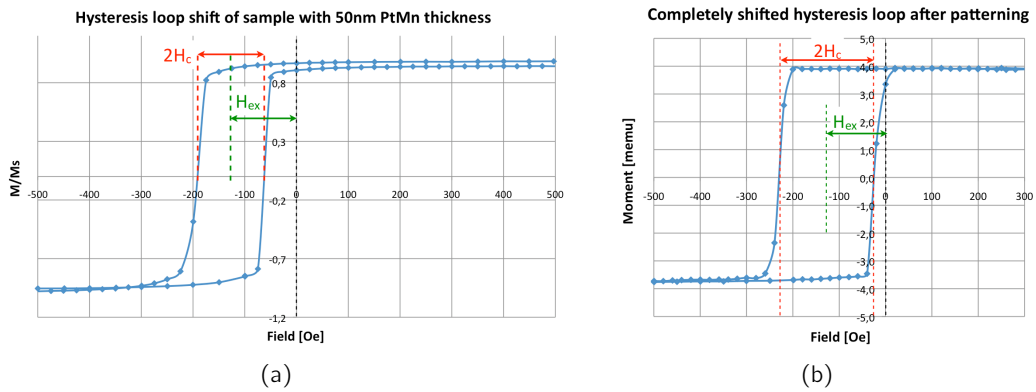 Hysteresis loop shift of sample with 50nm PtMn thickness
2Hc
0,8
Hex
0,3
M/Ms
-500 -400 -300 -200 -100 0 100 200 300 400 500
-0,2
-0,7
-1,2
Field [Oe]
(a)
Completely shifted hysteresis loop after patterning
5,0
2Hc
4,0
3,0
2,0
Hex
1,0
0,0
Moment [memu]
-500 -400 -300 -200 -100 0 100 200 300
-1,0
-2,0
-3,0
-4,0
-5,0
Field [Oe]
(b)